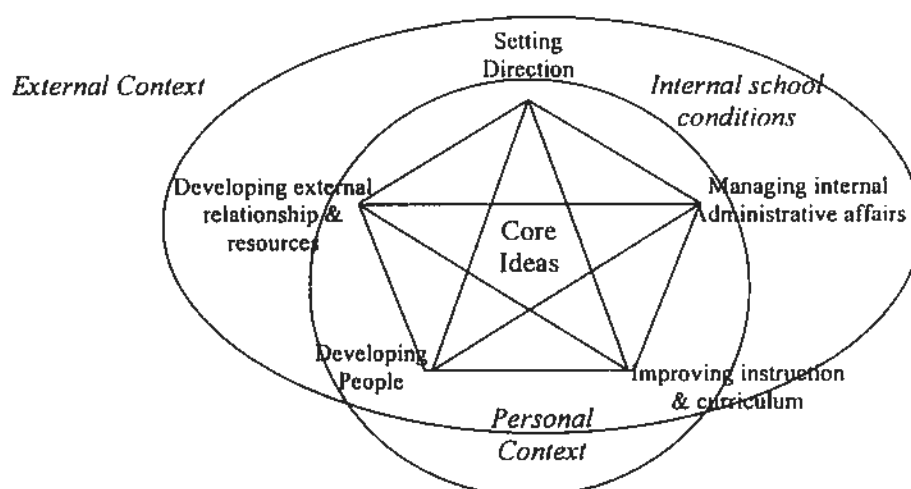 Setting
Direction
External Context
Internal school
conditions
Developing external
relationship &
resources
Managing internal
Administrative affairs
Core
Ideas
Developing
People
Improving instruction
& curriculum
Personal
Context